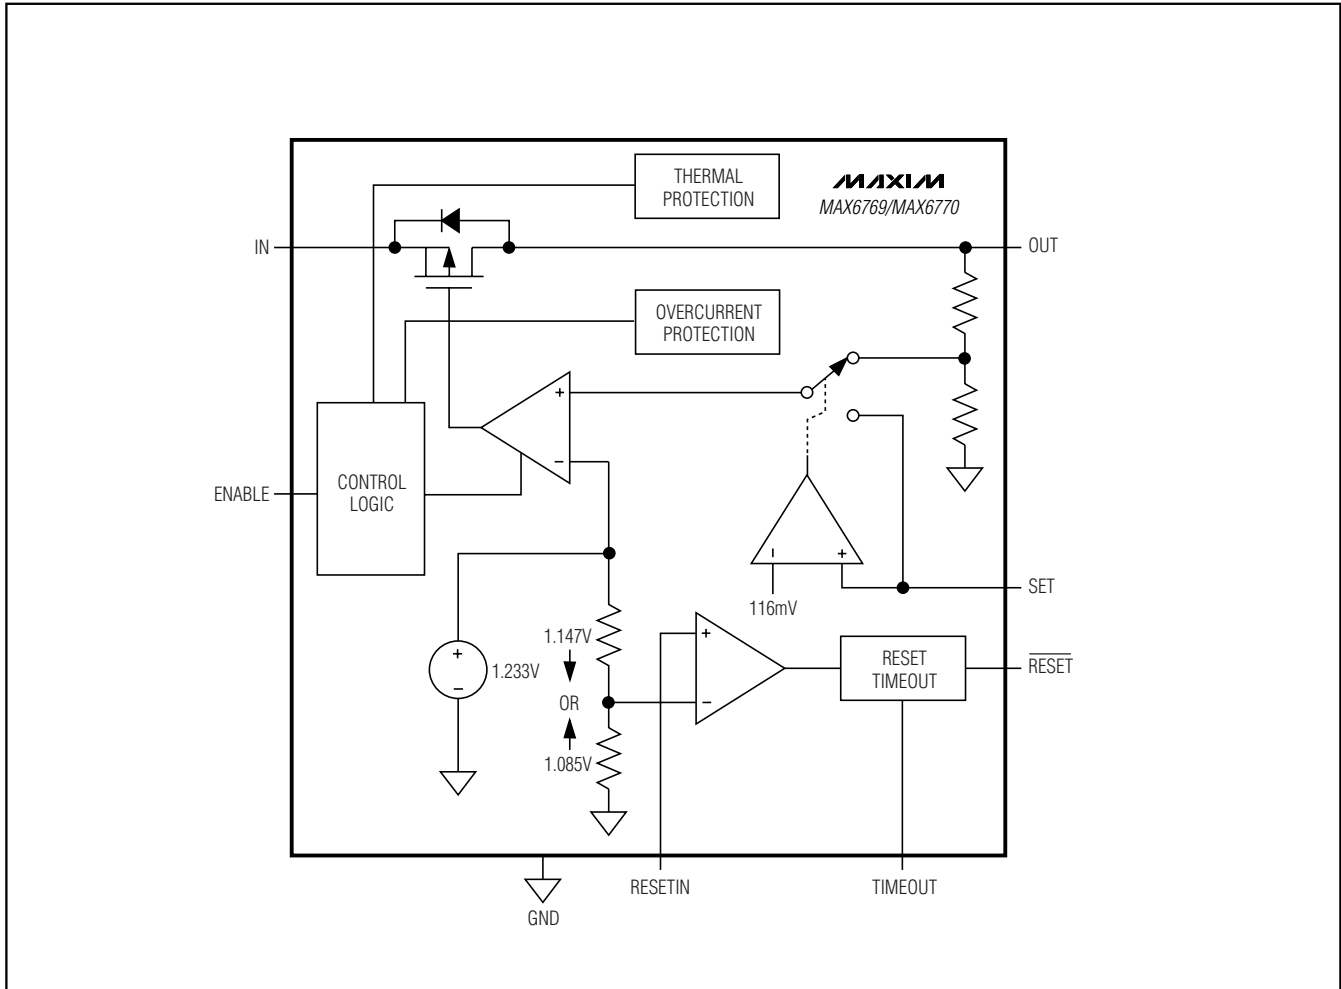 THERMAL
PROTECTION
MAXIM
MAX6769/MAX6770
IN
OUT
OVERCURRENT
PROTECTION
+
−
CONTROL
LOGIC
ENABLE
− +
116mV
SET
+
−
1.233V
1.147V
OR
1.085V
+
−
RESET
TIMEOUT
RESET
GND
RESETIN
TIMEOUT